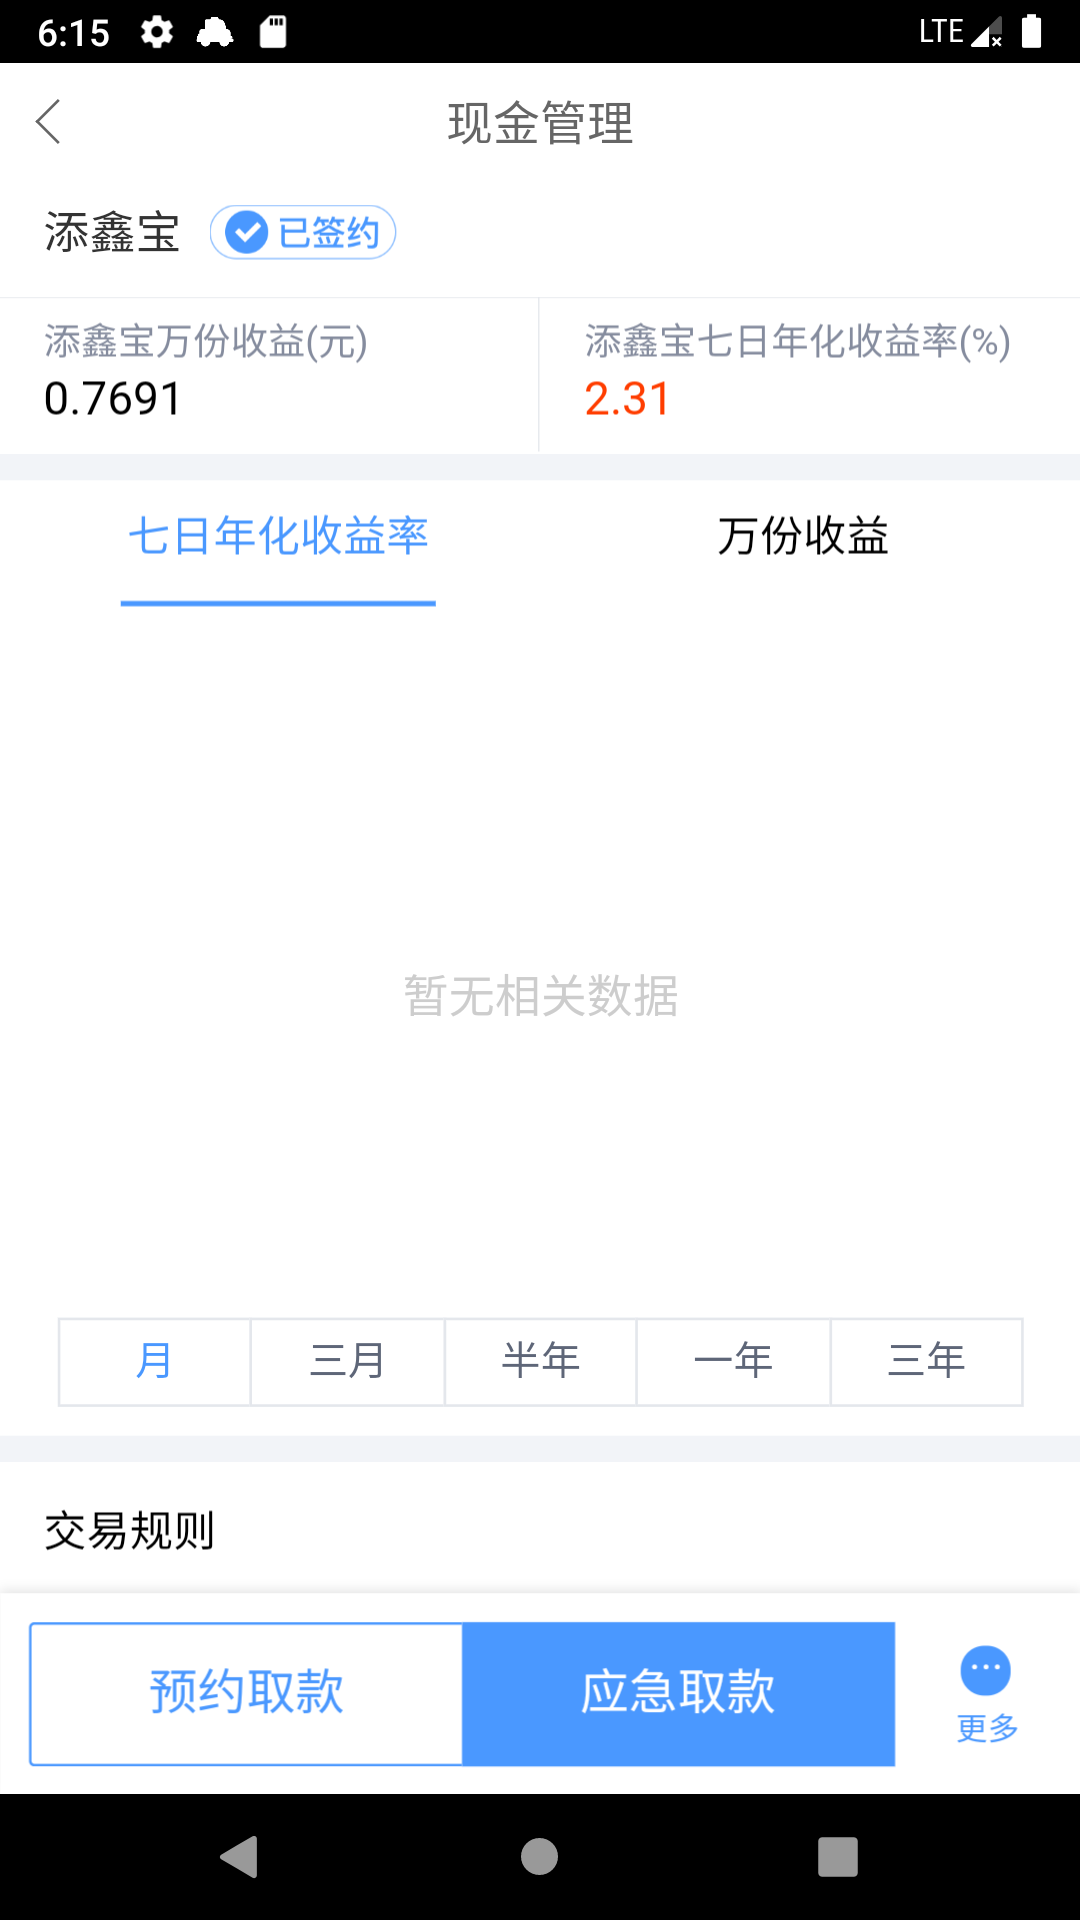 6:15 LTE
现金管理
添鑫宝 已签约
添鑫宝万份收益(元) 添鑫宝七日年化收益率(%)
0.7691 2.31
七日年化收益率 万份收益
暂无相关数据
月 三月 半年 一年 三年
交易规则
预约取款 应急取款 更多